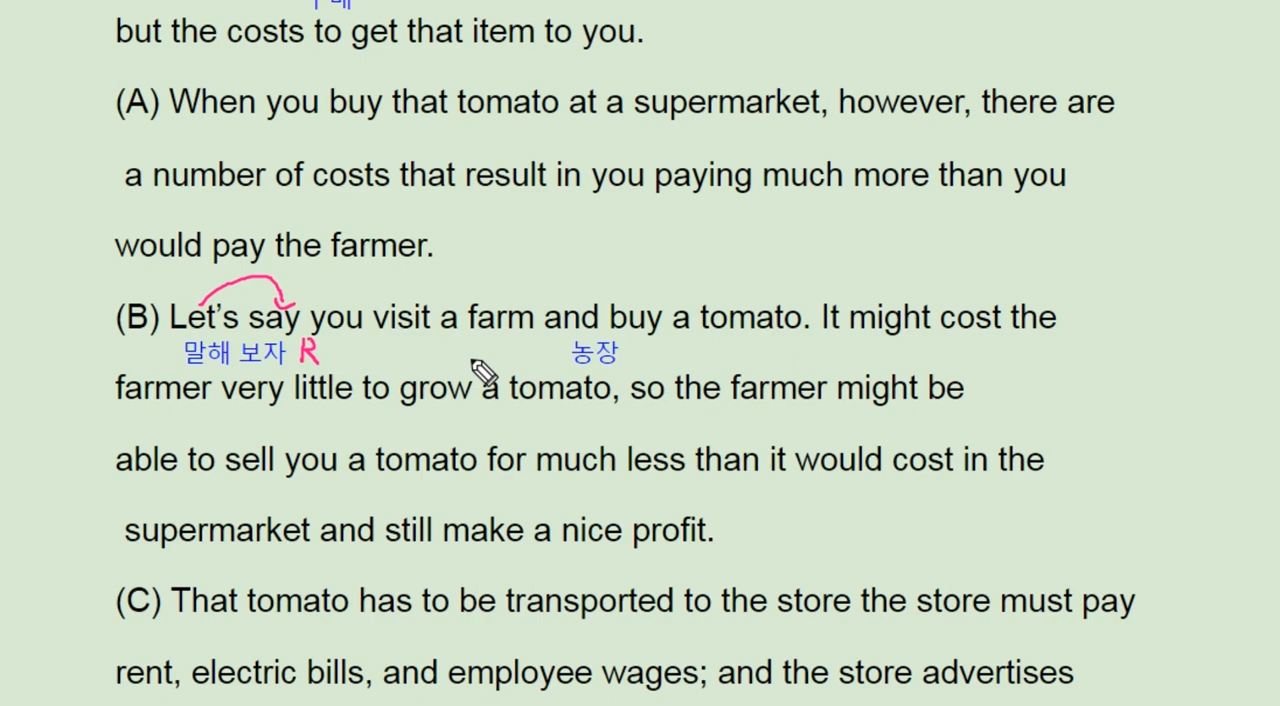 but the costs to get that item to you.
(A) When you buy that tomato at a supermarket, however, there are
a number of costs that result in you paying much more than you
would pay the farmer.
(B) Let's say you visit a farm and buy a tomato. It might cost the
말해 보자 R 농장
farmer very little to grow a tomato, so the farmer might be
able to sell you a tomato for much less than it would cost in the
supermarket and still make a nice profit.
(C) That tomato has to be transported to the store the store must pay
rent, electric bills, and employee wages; and the store advertises